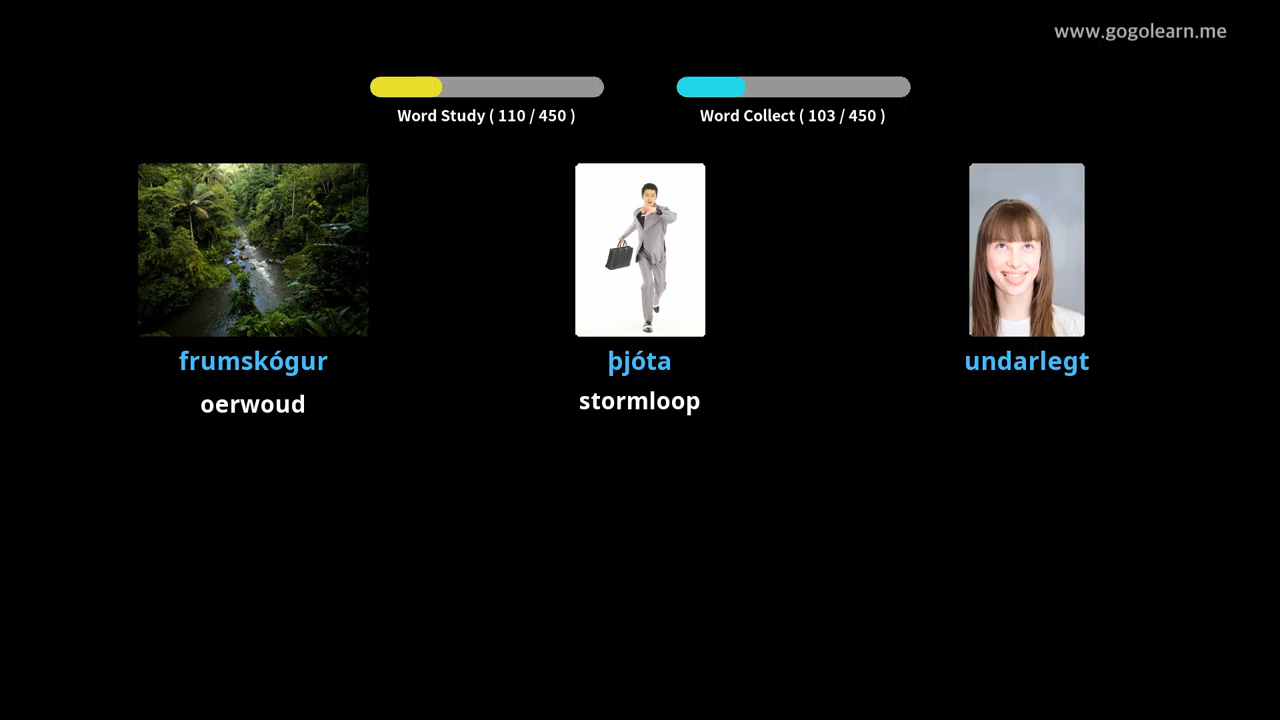 www.gogolearn.me
Word Study ( 110 / 450 )
Word Collect ( 103 / 450 )
frumskógur
þjóta
undarlegt
oerwoud
stormloop